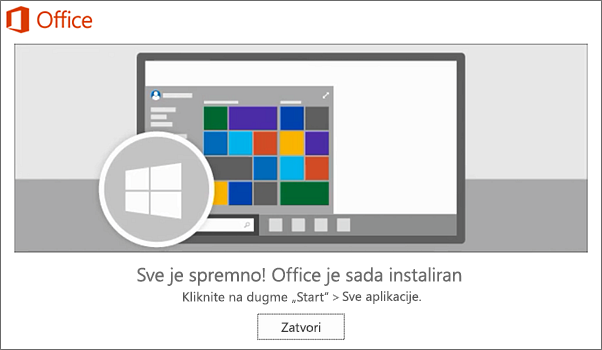 Office
Sve je spremno! Office je sada instaliran
Kliknite na dugme „Start“ > Sve aplikacije.
Zatvori